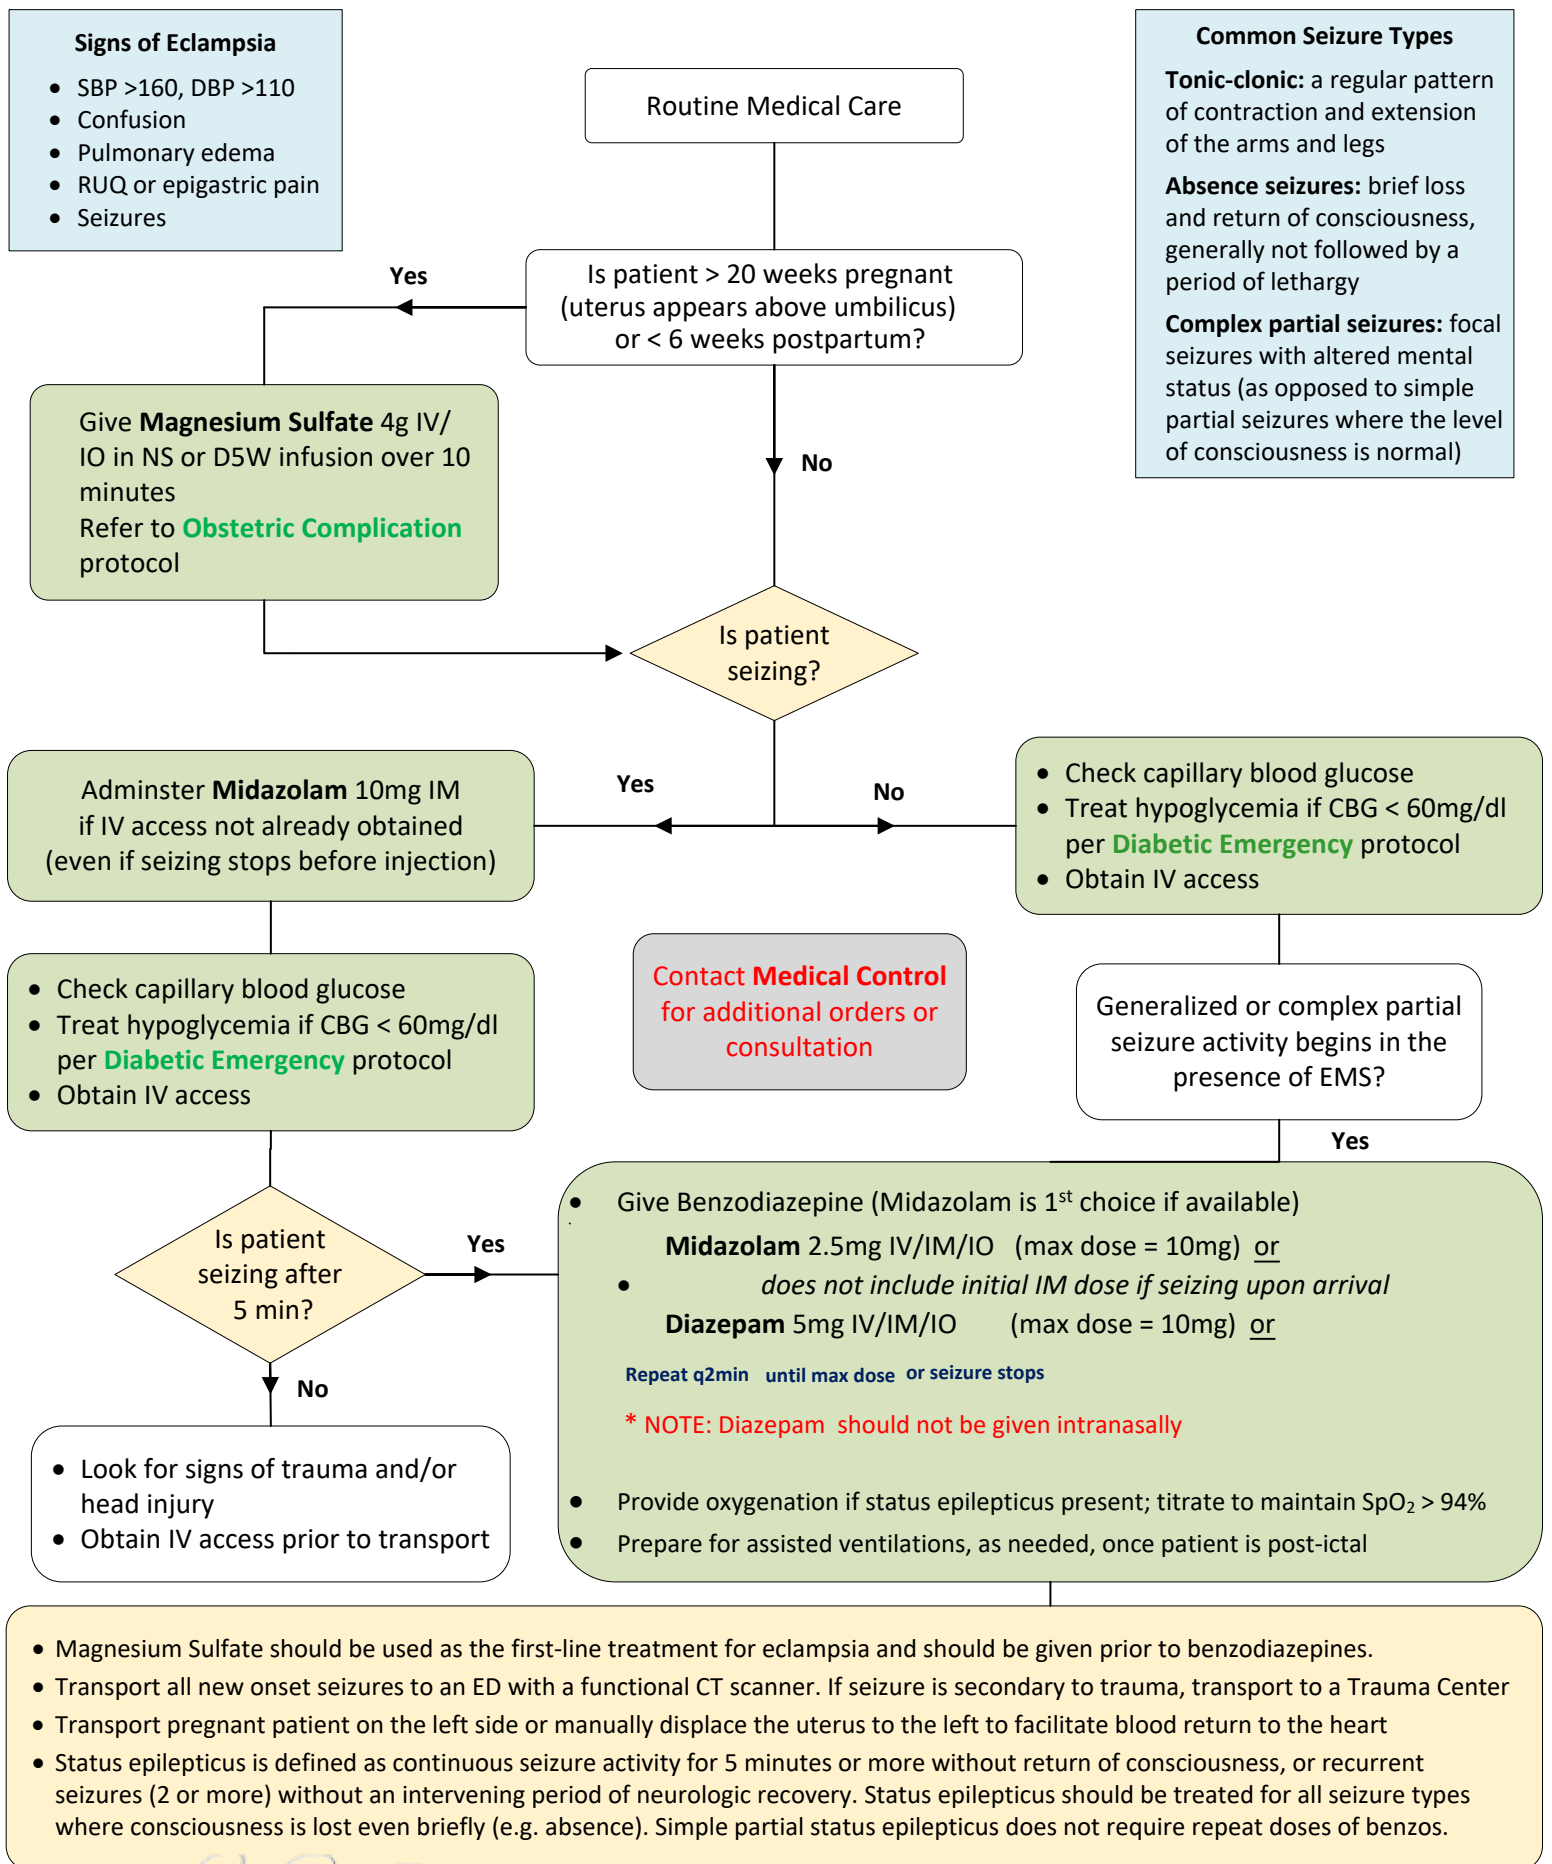 Signs of Eclampsia
• SBP >160, DBP >110
• Confusion
• Pulmonary edema
• RUQ or epigastric pain
• Seizures
Routine Medical Care
Common Seizure Types
Tonic-clonic: a regular pattern
of contraction and extension
of the arms and legs
Absence seizures: brief loss
and return of consciousness,
generally not followed by a
period of lethargy
Complex partial seizures: focal
seizures with altered mental
status (as opposed to simple
partial seizures where the level
of consciousness is normal)
Is patient > 20 weeks pregnant
(uterus appears above umbilicus)
or < 6 weeks postpartum?
Yes
Give Magnesium Sulfate 4g IV/
IO in NS or D5W infusion over 10
minutes
Refer to Obstetric Complication
protocol
No
Is patient
seizing?
Yes
No
Adminster Midazolam 10mg IM
if IV access not already obtained
(even if seizing stops before injection)
• Check capillary blood glucose
• Treat hypoglycemia if CBG < 60mg/dl
per Diabetic Emergency protocol
• Obtain IV access
• Check capillary blood glucose
• Treat hypoglycemia if CBG < 60mg/dl
per Diabetic Emergency protocol
• Obtain IV access
Contact Medical Control
for additional orders or
consultation
Generalized or complex partial
seizure activity begins in the
presence of EMS?
Yes
Is patient
seizing after
5 min?
Yes
No
• Look for signs of trauma and/or
head injury
• Obtain IV access prior to transport
• Give Benzodiazepine (Midazolam is 1st choice if available)
Midazolam 2.5mg IV/IM/IO (max dose = 10mg) or
• does not include initial IM dose if seizing upon arrival
Diazepam 5mg IV/IM/IO (max dose = 10mg) or
Repeat q2min until max dose or seizure stops
* NOTE: Diazepam should not be given intranasally
• Provide oxygenation if status epilepticus present; titrate to maintain SpO₂ > 94%
• Prepare for assisted ventilations, as needed, once patient is post-ictal
• Magnesium Sulfate should be used as the first-line treatment for eclampsia and should be given prior to benzodiazepines.
• Transport all new onset seizures to an ED with a functional CT scanner. If seizure is secondary to trauma, transport to a Trauma Center
• Transport pregnant patient on the left side or manually displace the uterus to the left to facilitate blood return to the heart
• Status epilepticus is defined as continuous seizure activity for 5 minutes or more without return of consciousness, or recurrent
seizures (2 or more) without an intervening period of neurologic recovery. Status epilepticus should be treated for all seizure types
where consciousness is lost even briefly (e.g. absence). Simple partial status epilepticus does not require repeat doses of benzos.